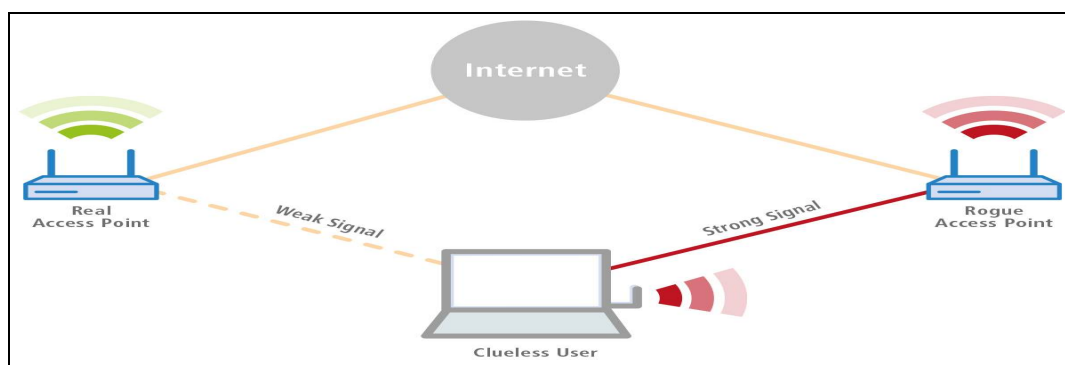 Internet
Real
Access Point
Weak Signal
Strong Signal
Rogue
Access Point
Clueless User